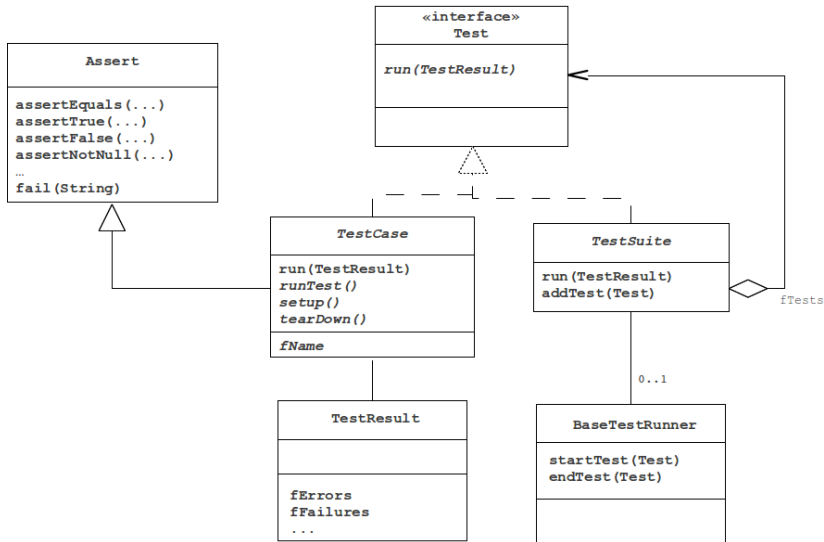 «interface»
Test
run(TestResult)
Assert
assertEquals(...)
assertTrue(...)
assertFalse(...)
assertNotNull(...)
…
fail(String)
TestCase
run(TestResult)
runTest()
setup()
tearDown()
fName
TestSuite
run(TestResult)
addTest(Test)
fTests
0..1
TestResult
fErrors
fFailures
...
BaseTestRunner
startTest(Test)
endTest(Test)